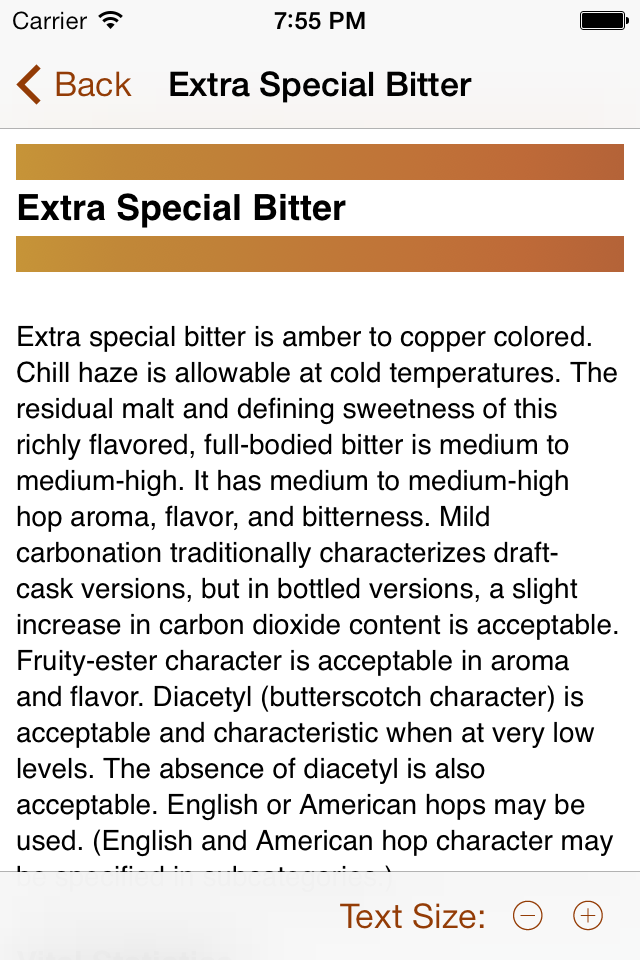 Carrier 7:55 PM
Back Extra Special Bitter
Extra Special Bitter
Extra special bitter is amber to copper colored.
Chill haze is allowable at cold temperatures. The
residual malt and defining sweetness of this
richly flavored, full-bodied bitter is medium to
medium-high. It has medium to medium-high
hop aroma, flavor, and bitterness. Mild
carbonation traditionally characterizes draft-
cask versions, but in bottled versions, a slight
increase in carbon dioxide content is acceptable.
Fruity-ester character is acceptable in aroma
and flavor. Diacetyl (butterscotch character) is
acceptable and characteristic when at very low
levels. The absence of diacetyl is also
acceptable. English or American hops may be
used. (English and American hop character may
be specified in subcategories.)
Text Size: